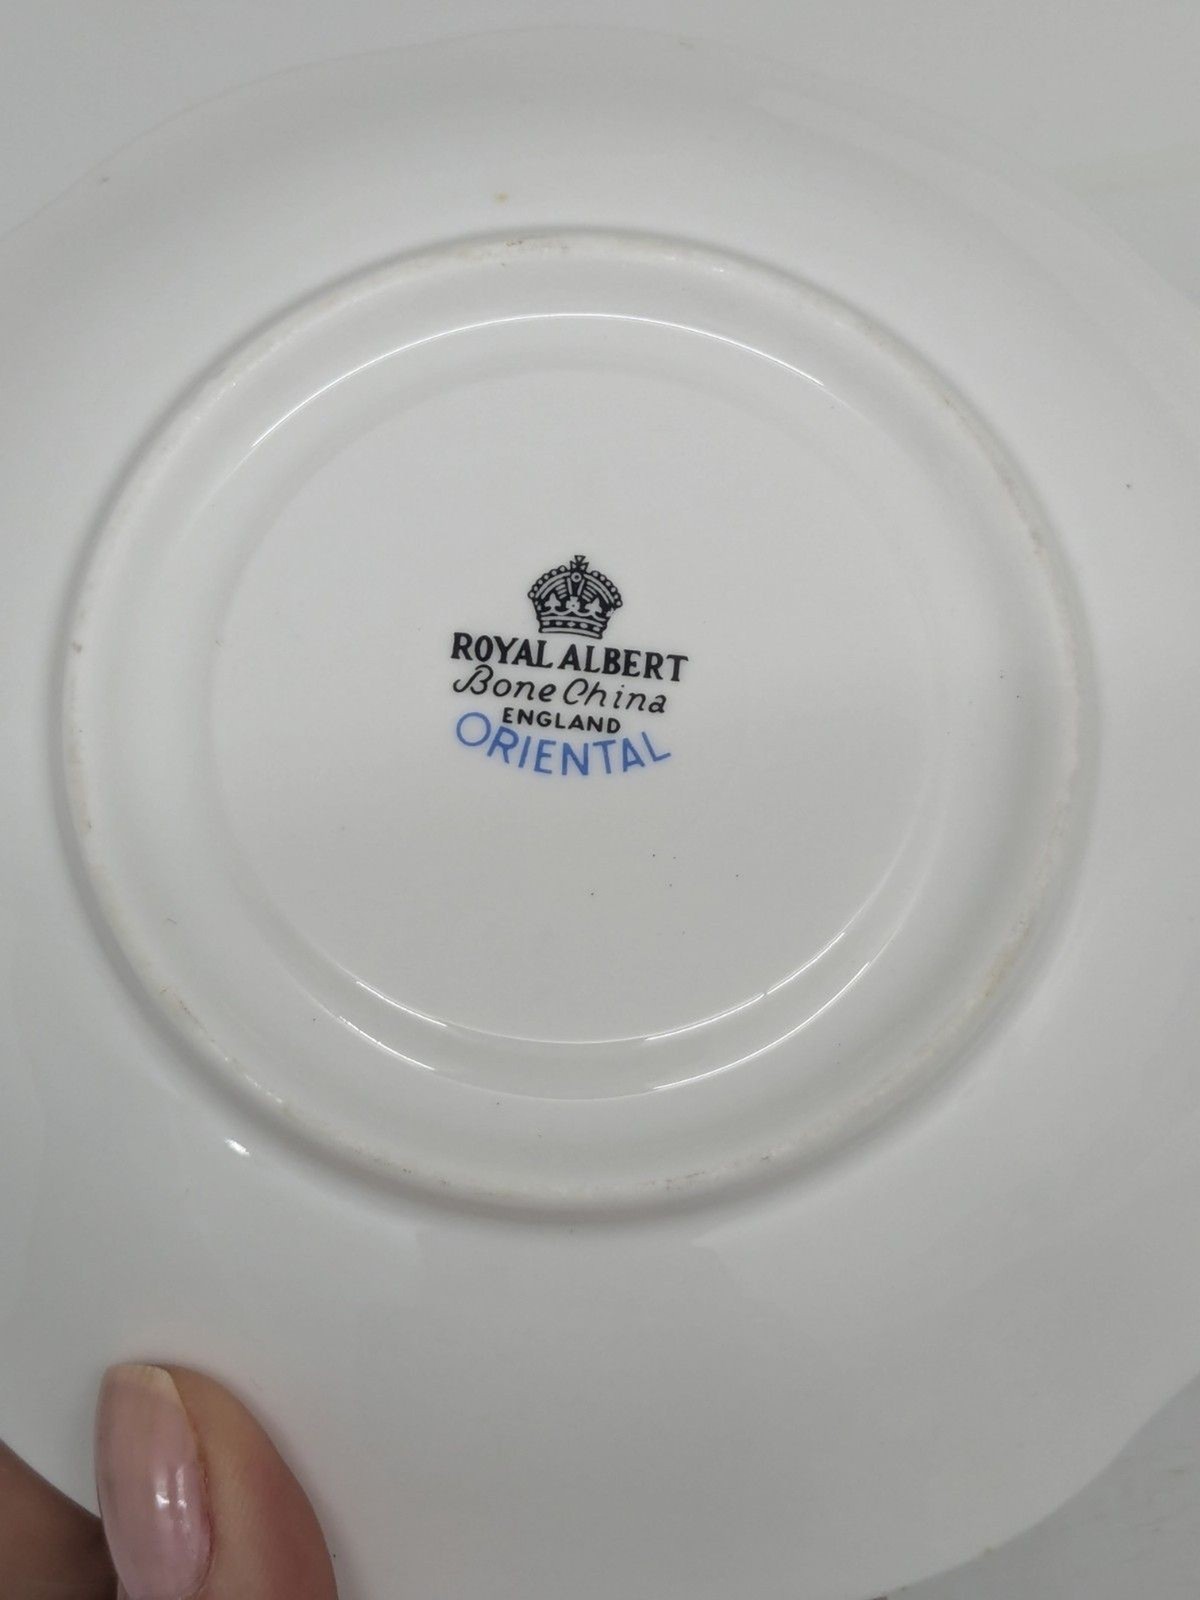 ROYAL ALBERT
Bone China
ENGLAND
ORIENTAL